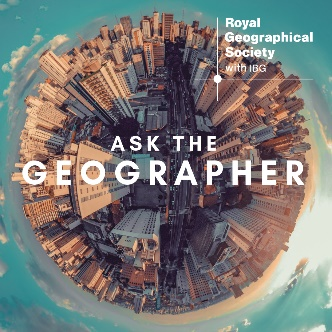 Royal
Geographical
Society
with IBG
ASK THE
GEOGRAPHER